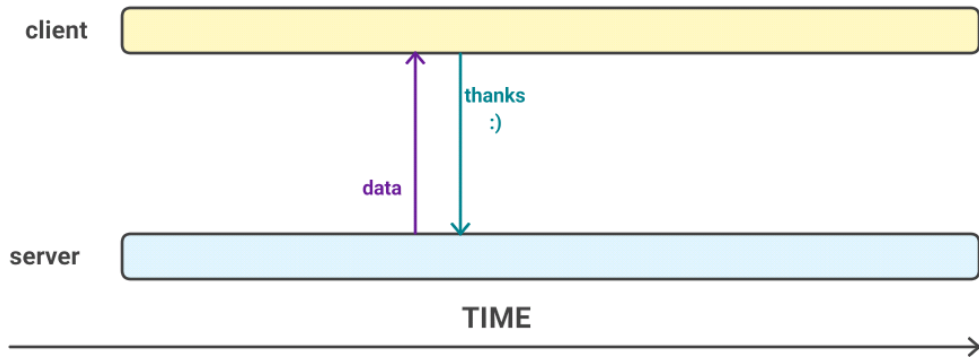 client
thanks
:)
data
server
TIME